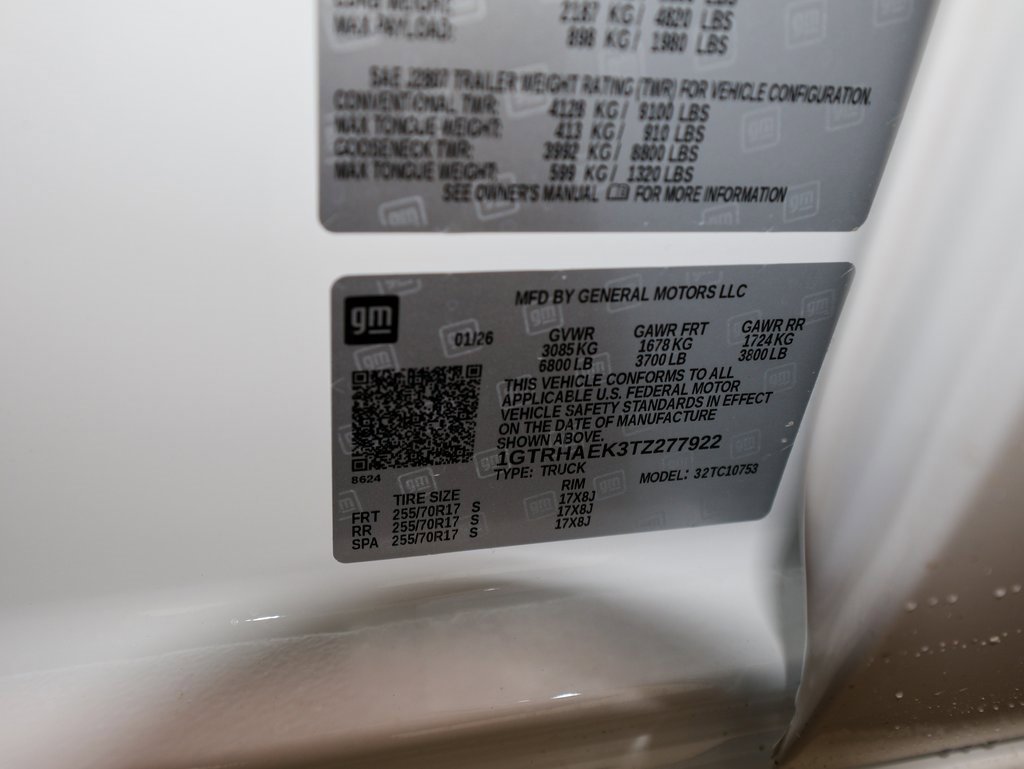 2187 KG / 4820 LBS
MAX PAYLOAD: 898 KG / 1980 LBS
SAE J2807 TRAILER WEIGHT RATING (TWR) FOR VEHICLE CONFIGURATION.
CONVENTIONAL TWR: 4128 KG / 9100 LBS
MAX TONGUE WEIGHT: 413 KG / 910 LBS
GOOSENECK TWR: 3992 KG / 8800 LBS
MAX TONGUE WEIGHT: 599 KG / 1320 LBS
SEE OWNER'S MANUAL FOR MORE INFORMATION
gm
MFD BY GENERAL MOTORS LLC
01/26
GVWR GAWR FRT GAWR RR
3085 KG 1678 KG 1724 KG
6800 LB 3700 LB 3800 LB
THIS VEHICLE CONFORMS TO ALL
APPLICABLE U.S. FEDERAL MOTOR
VEHICLE SAFETY STANDARDS IN EFFECT
ON THE DATE OF MANUFACTURE
SHOWN ABOVE.
1GTRHAEK3TZ277922
TYPE: TRUCK MODEL: 32TC10753
8624
TIRE SIZE RIM
FRT 255/70R17 S 17X8J
RR 255/70R17 S 17X8J
SPA 255/70R17 S 17X8J